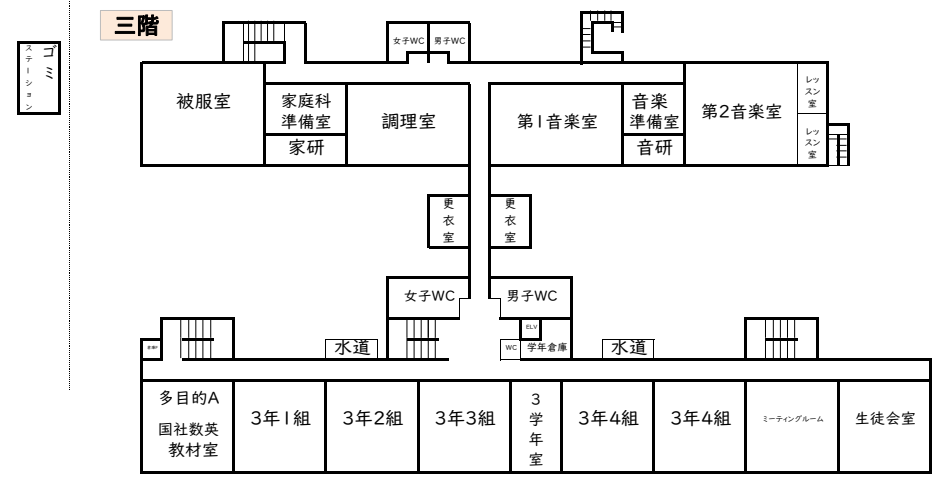 三階
ゴミ
ステーション
女子WC
男子WC
被服室
家庭科
準備室
家研
調理室
第1音楽室
音楽
準備室
音研
第2音楽室
レッ
スン
室
レッ
スン
室
更衣室
更衣室
女子WC
男子WC
ELV
WC
学年倉庫
水道
水道
多目的A
国社数英
教材室
3年1組
3年2組
3年3組
3学年室
3年4組
3年4組
ミーティングルーム
生徒会室